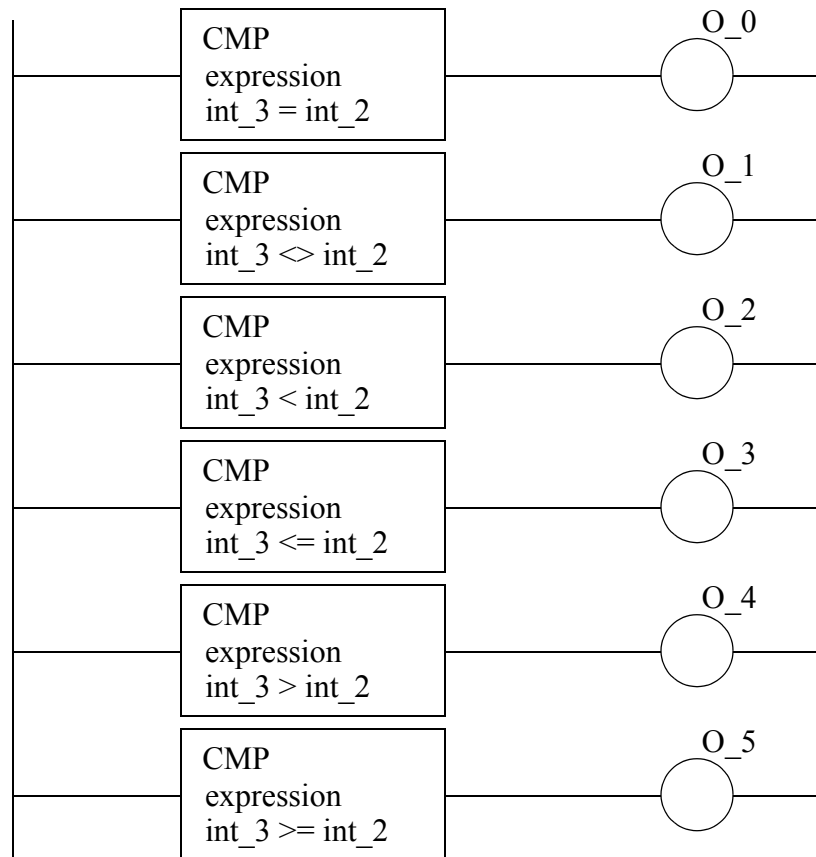 O_0
CMP
expression
int_3 = int_2
O_1
CMP
expression
int_3 <> int_2
O_2
CMP
expression
int_3 < int_2
O_3
CMP
expression
int_3 <= int_2
O_4
CMP
expression
int_3 > int_2
O_5
CMP
expression
int_3 >= int_2